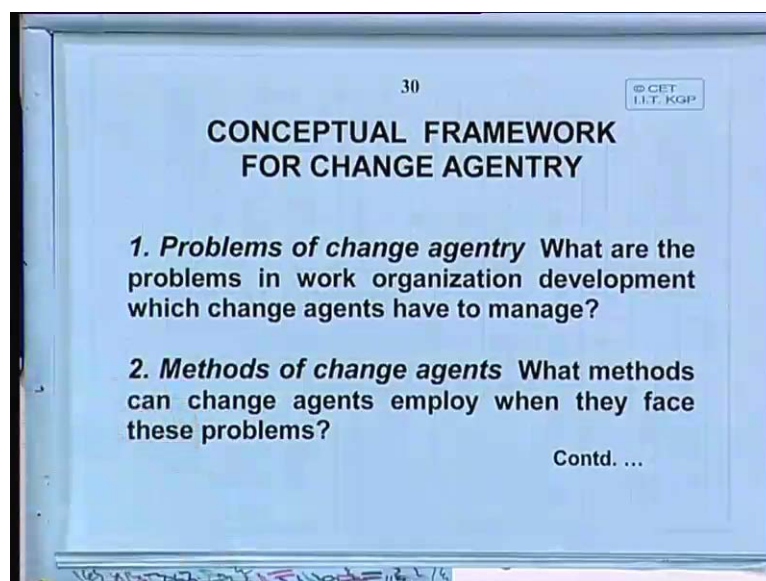 30
© CET
I.I.T. KGP
CONCEPTUAL FRAMEWORK
FOR CHANGE AGENTRY
1. Problems of change agentry What are the
problems in work organization development
which change agents have to manage?
2. Methods of change agents What methods
can change agents employ when they face
these problems?
Contd. ...